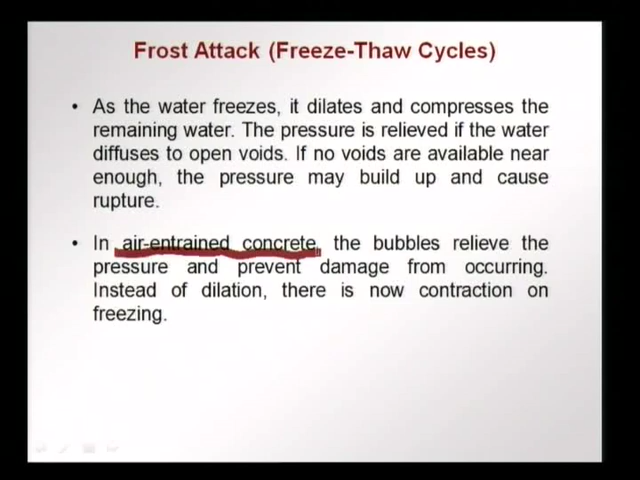 Frost Attack (Freeze-Thaw Cycles)
• As the water freezes, it dilates and compresses the
remaining water. The pressure is relieved if the water
diffuses to open voids. If no voids are available near
enough, the pressure may build up and cause
rupture.
• In air-entrained concrete, the bubbles relieve the
pressure and prevent damage from occurring.
Instead of dilation, there is now contraction on
freezing.